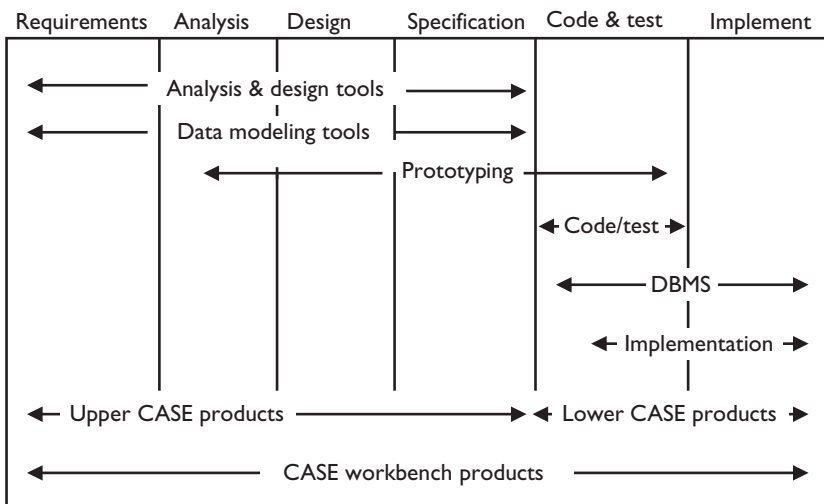 Requirements Analysis Design Specification Code & test Implement
Analysis & design tools
Data modeling tools
Prototyping
Code/test
DBMS
Implementation
Upper CASE products Lower CASE products
CASE workbench products